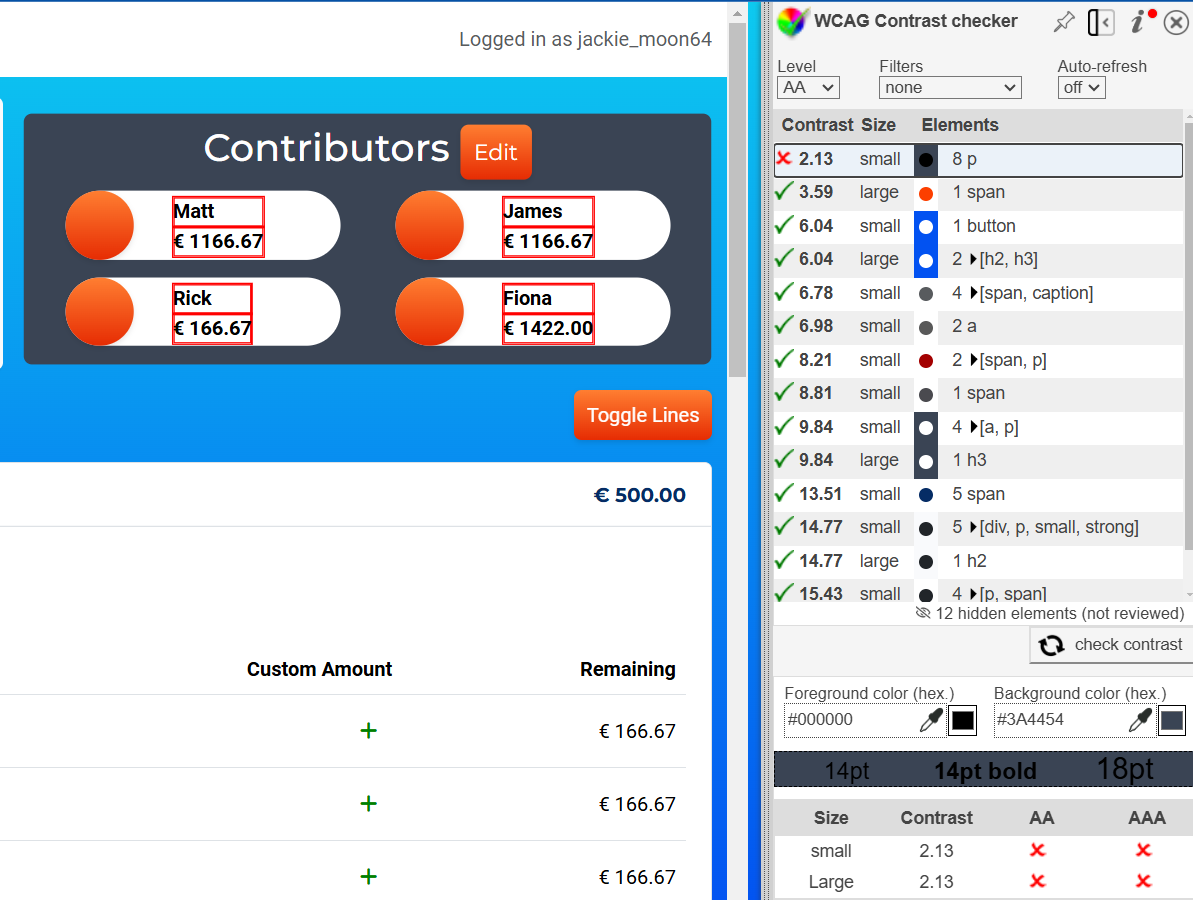 Logged in as jackie_moon64
Contributors Edit
Matt
€ 1166.67
James
€ 1166.67
Rick
€ 166.67
Fiona
€ 1422.00
Toggle Lines
€ 500.00
Custom Amount Remaining
+ € 166.67
+ € 166.67
+ € 166.67
WCAG Contrast checker
Level Filters Auto-refresh
AA none off
Contrast Size Elements
2.13 small 8 p
3.59 large 1 span
6.04 small 1 button
6.04 large 2 [h2, h3]
6.78 small 4 [span, caption]
6.98 small 2 a
8.21 small 2 [span, p]
8.81 small 1 span
9.84 small 4 [a, p]
9.84 large 1 h3
13.51 small 5 span
14.77 small 5 [div, p, small, strong]
14.77 large 1 h2
15.43 small 4 [p, span]
12 hidden elements (not reviewed)
check contrast
Foreground color (hex.) Background color (hex.)
#000000 #3A4454
14pt 14pt bold 18pt
Size Contrast AA AAA
small 2.13
Large 2.13